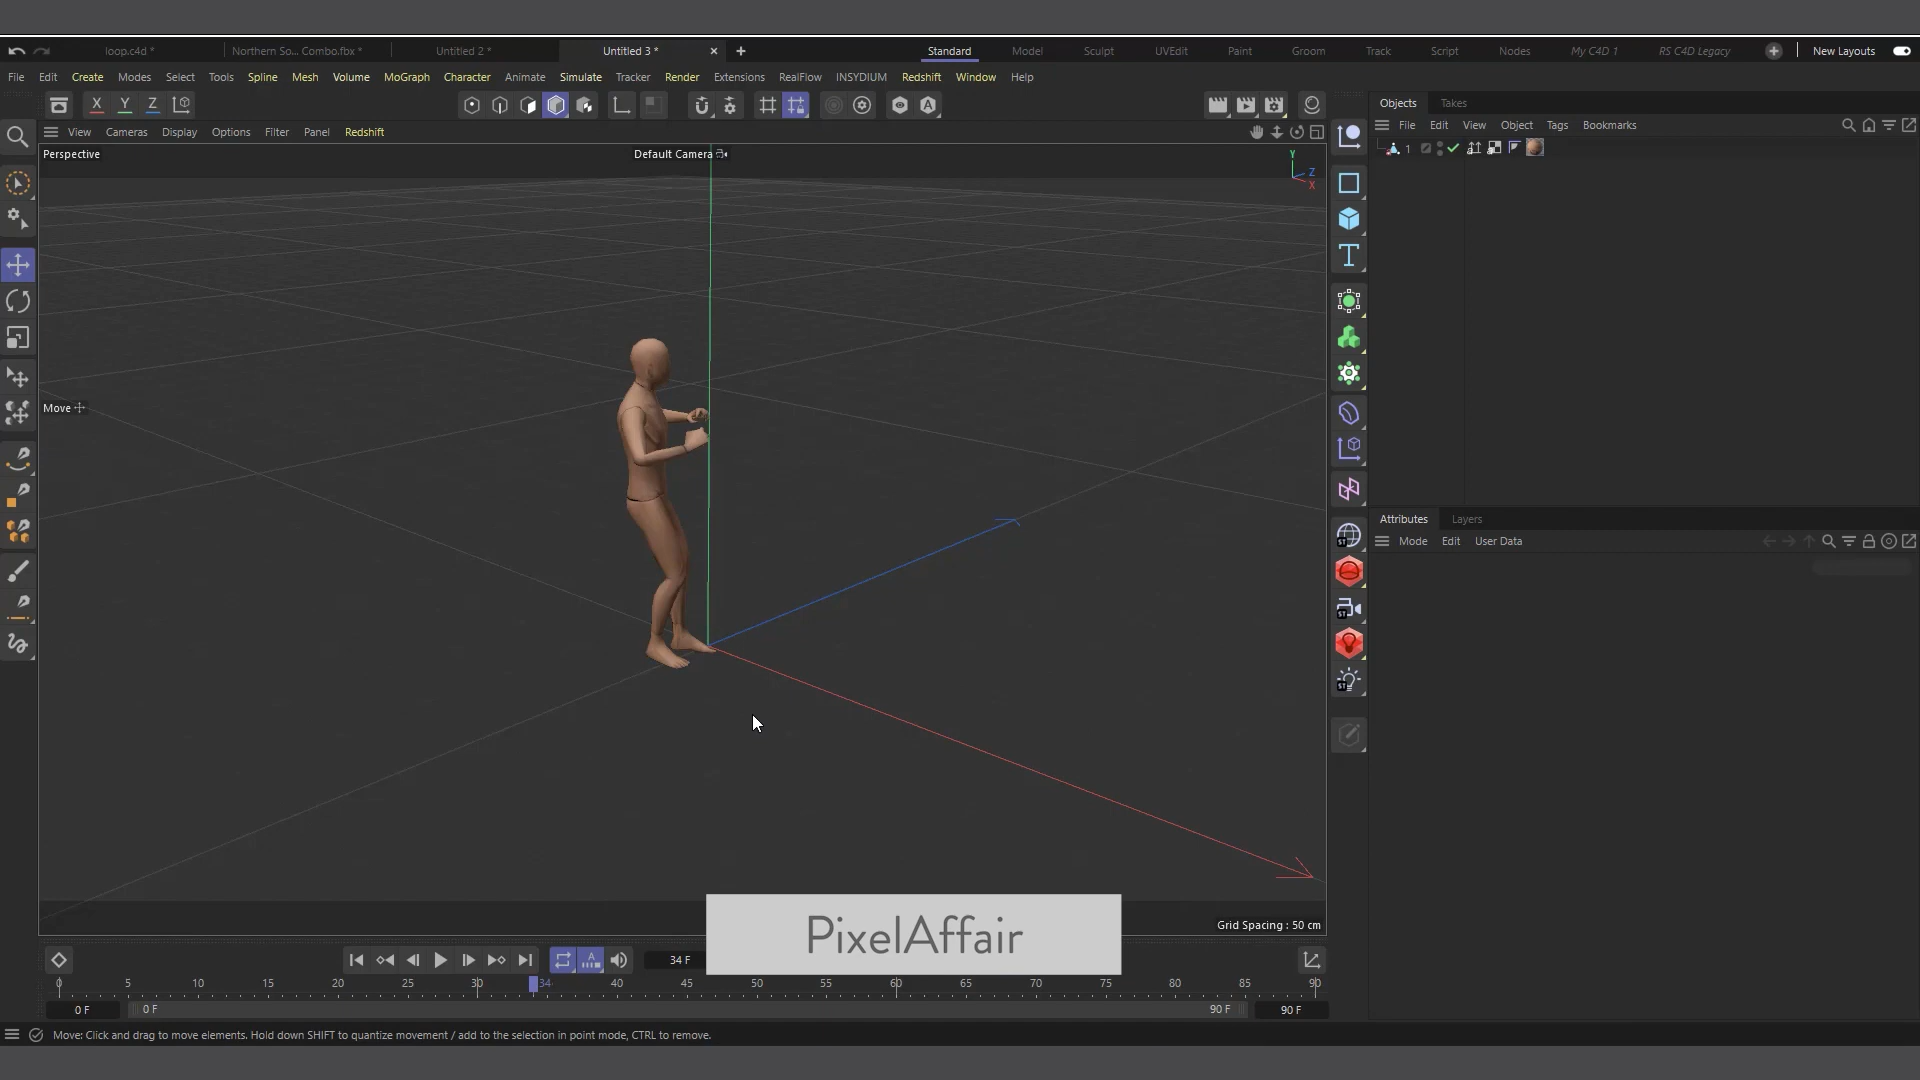 loop.c4d *
Northern So... Combo.fbx *
Untitled 2 *
Untitled 3 *
Standard
Model
Sculpt
UVEdit
Paint
Groom
Track
Script
Nodes
My C4D 1
RS C4D Legacy
New Layouts
File Edit Create Modes Select Tools Spline Mesh Volume MoGraph Character Animate Simulate Tracker Render Extensions RealFlow INSYDIUM Redshift Window Help
X Y Z
Objects Takes
File Edit View Object Tags Bookmarks
View Cameras Display Options Filter Panel Redshift
1
Perspective
Default Camera
Y
Z
X
Move
Attributes Layers
Mode Edit User Data
ST
ST
ST
Grid Spacing : 50 cm
PixelAffair
34 F
0 5 10 15 20 25 30 34 40 45 50 55 60 65 70 75 80 85 90
0 F
0 F
90 F
90 F
Move: Click and drag to move elements. Hold down SHIFT to quantize movement / add to the selection in point mode, CTRL to remove.